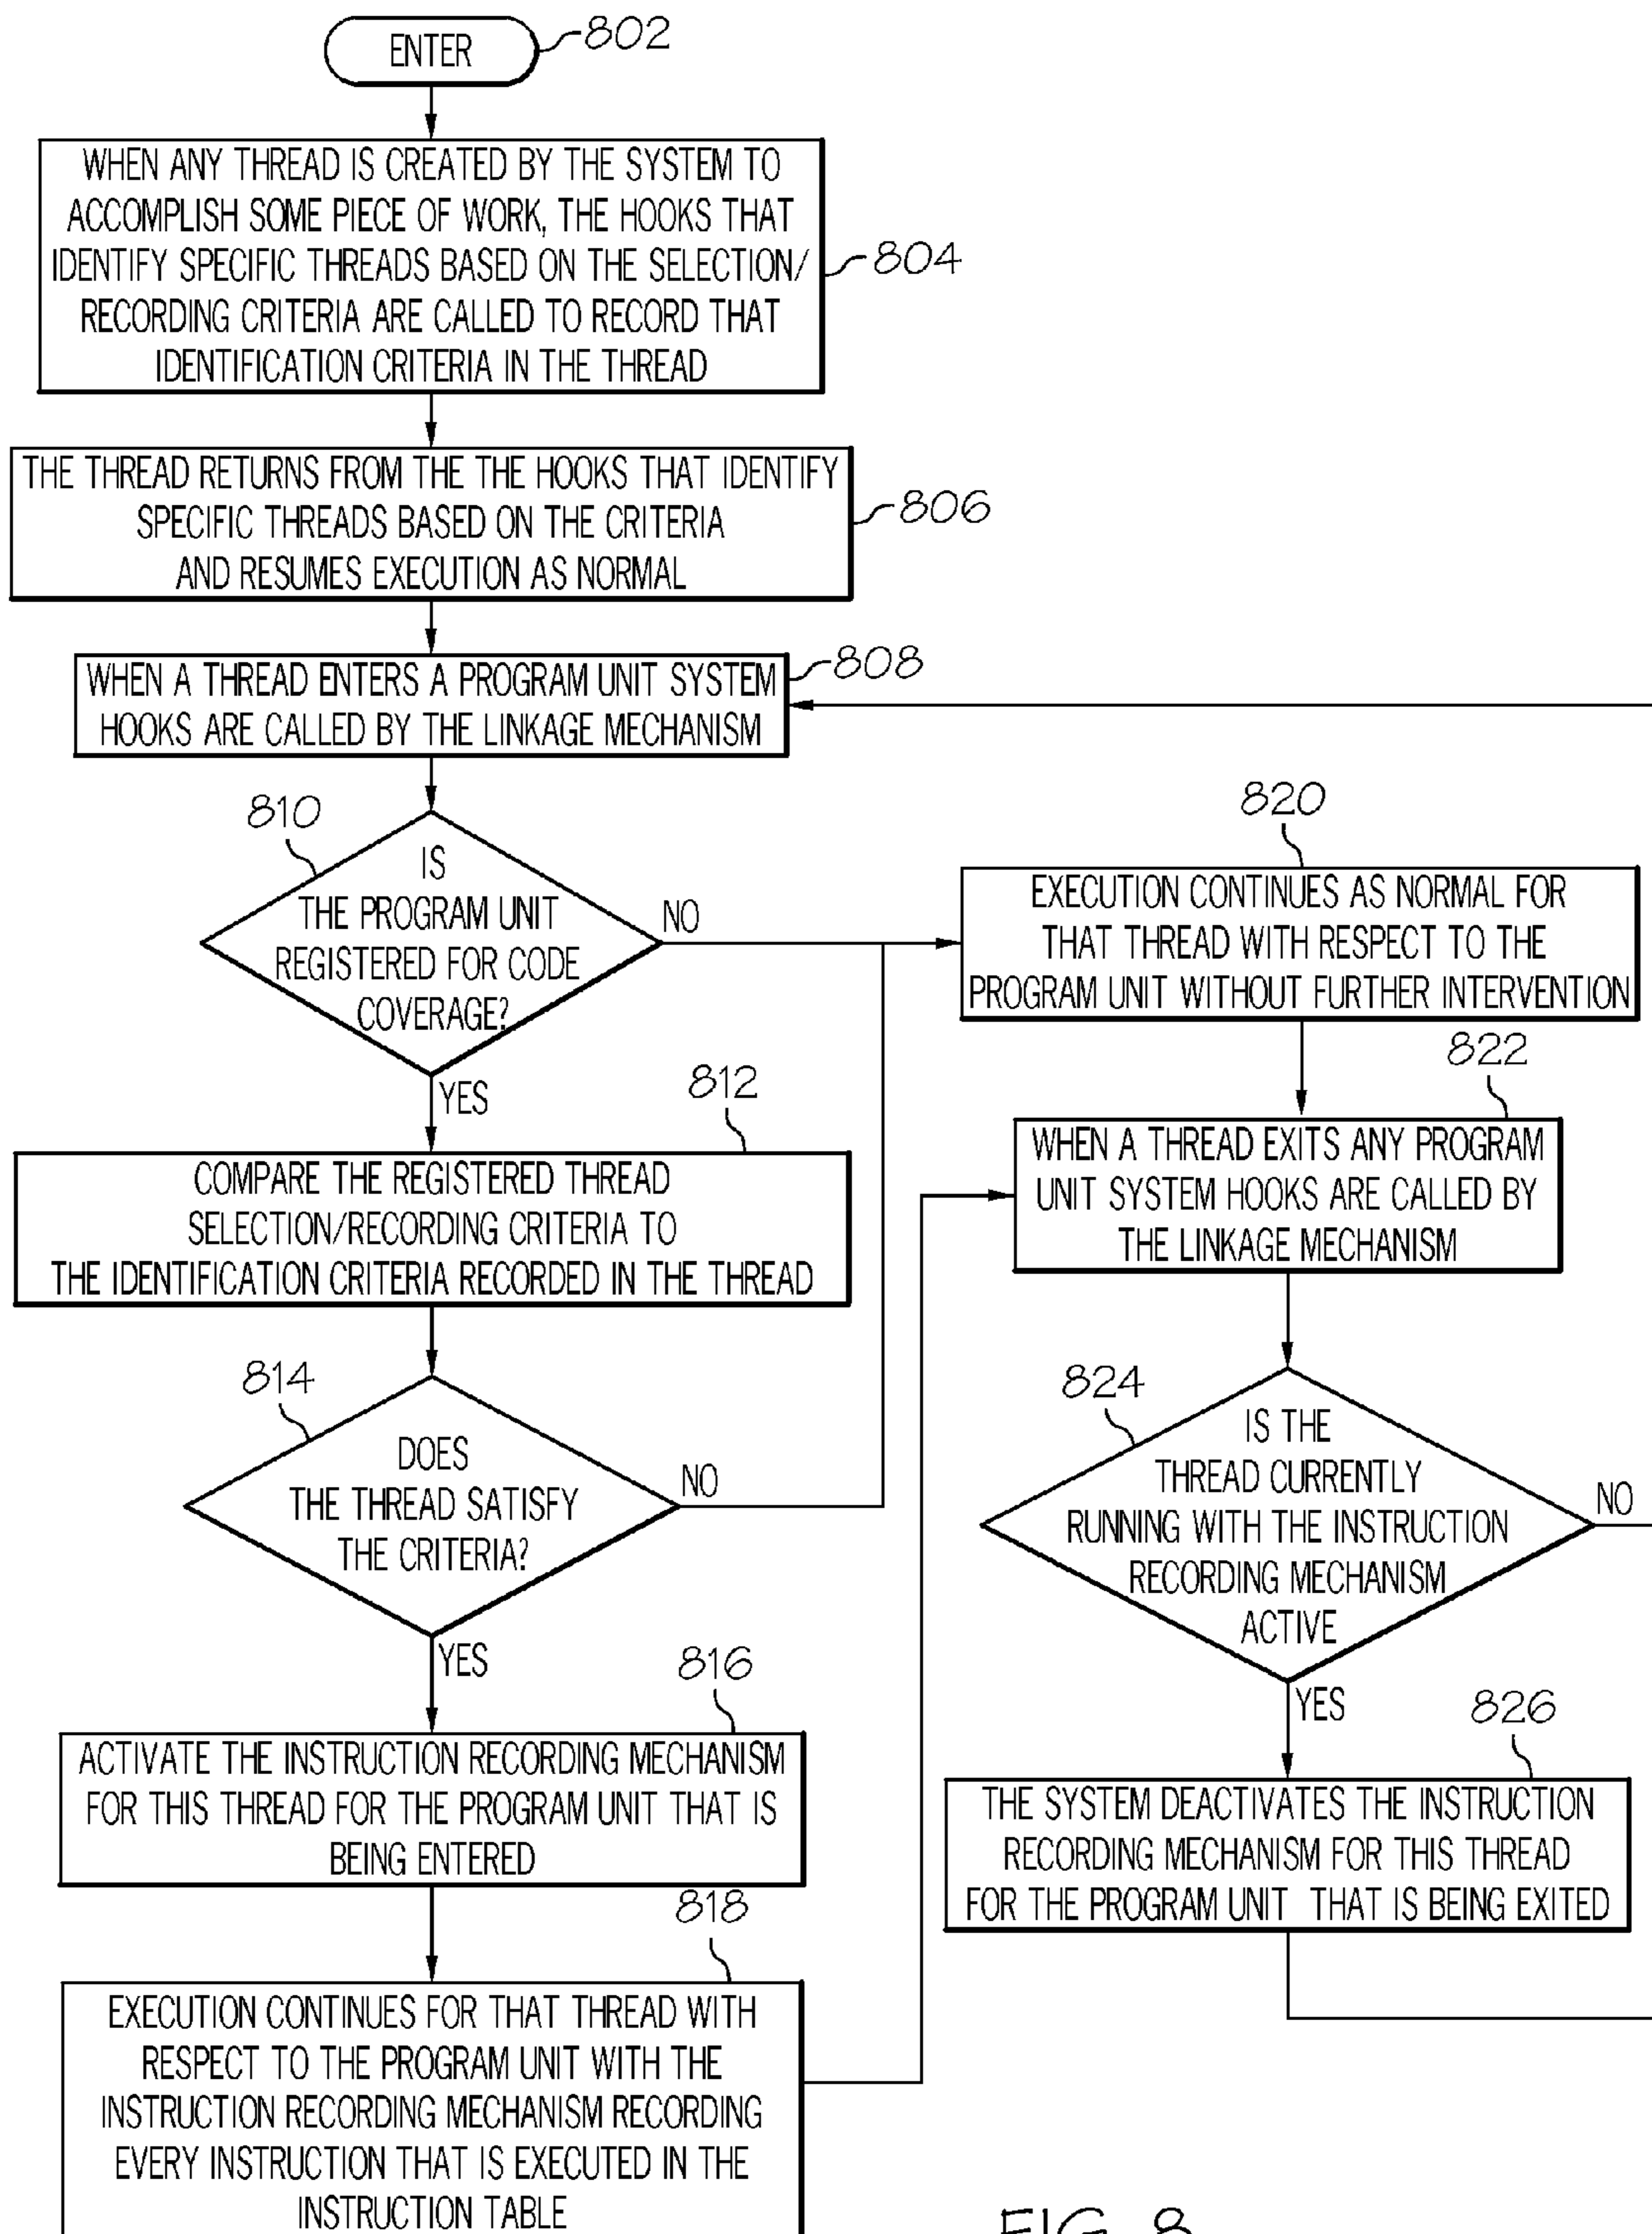 ENTER
802
WHEN ANY THREAD IS CREATED BY THE SYSTEM TO
ACCOMPLISH SOME PIECE OF WORK, THE HOOKS THAT
IDENTIFY SPECIFIC THREADS BASED ON THE SELECTION/
RECORDING CRITERIA ARE CALLED TO RECORD THAT
IDENTIFICATION CRITERIA IN THE THREAD
804
THE THREAD RETURNS FROM THE THE HOOKS THAT IDENTIFY
SPECIFIC THREADS BASED ON THE CRITERIA
AND RESUMES EXECUTION AS NORMAL
806
WHEN A THREAD ENTERS A PROGRAM UNIT SYSTEM
HOOKS ARE CALLED BY THE LINKAGE MECHANISM
808
810
IS
THE PROGRAM UNIT
REGISTERED FOR CODE
COVERAGE?
NO
YES
812
COMPARE THE REGISTERED THREAD
SELECTION/RECORDING CRITERIA TO
THE IDENTIFICATION CRITERIA RECORDED IN THE THREAD
814
DOES
THE THREAD SATISFY
THE CRITERIA?
NO
YES
816
ACTIVATE THE INSTRUCTION RECORDING MECHANISM
FOR THIS THREAD FOR THE PROGRAM UNIT THAT IS
BEING ENTERED
818
EXECUTION CONTINUES FOR THAT THREAD WITH
RESPECT TO THE PROGRAM UNIT WITH THE
INSTRUCTION RECORDING MECHANISM RECORDING
EVERY INSTRUCTION THAT IS EXECUTED IN THE
INSTRUCTION TABLE
820
EXECUTION CONTINUES AS NORMAL FOR
THAT THREAD WITH RESPECT TO THE
PROGRAM UNIT WITHOUT FURTHER INTERVENTION
822
WHEN A THREAD EXITS ANY PROGRAM
UNIT SYSTEM HOOKS ARE CALLED BY
THE LINKAGE MECHANISM
824
IS THE
THREAD CURRENTLY
RUNNING WITH THE INSTRUCTION
RECORDING MECHANISM
ACTIVE
NO
YES
826
THE SYSTEM DEACTIVATES THE INSTRUCTION
RECORDING MECHANISM FOR THIS THREAD
FOR THE PROGRAM UNIT THAT IS BEING EXITED
FIG. 8